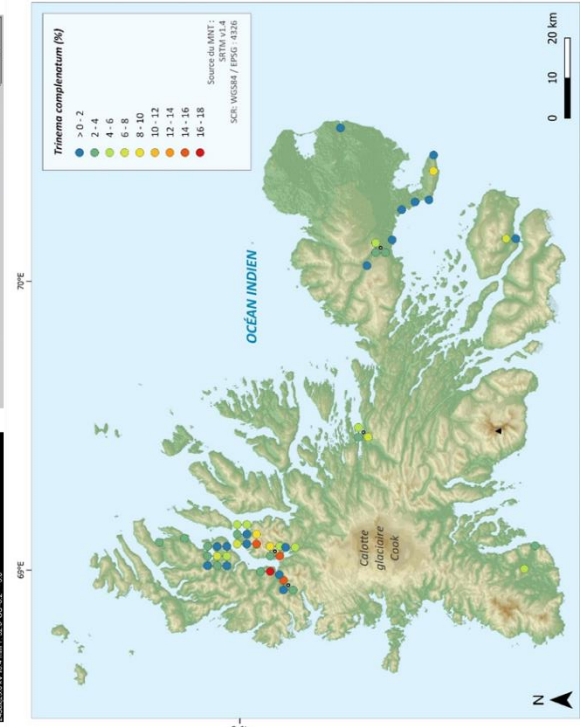 Trinema complenatum (%)
> 0 - 2
2 - 4
4 - 6
6 - 8
8 - 10
10 - 12
12 - 14
14 - 16
16 - 18
Source du MNT :
SRTM v1.4
SCR: WGS84 / EPSG : 4326
0 10 20 km
OCÉAN INDIEN
70°E
69°E
Calotte
glaciaire
Cook
N